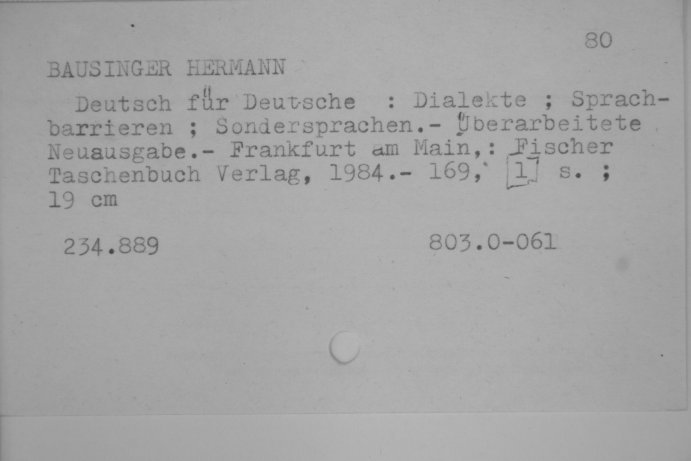 80
BAUSINGER HERMANN
Deutsch für Deutsche : Dialekte ; Sprach-
barrieren ; Sondersprachen.- Überarbeitete
Neuausgabe.- Frankfurt am Main,: Fischer
Taschenbuch Verlag, 1984.- 169, [1] s. ;
19 cm
234.889 803.0-061